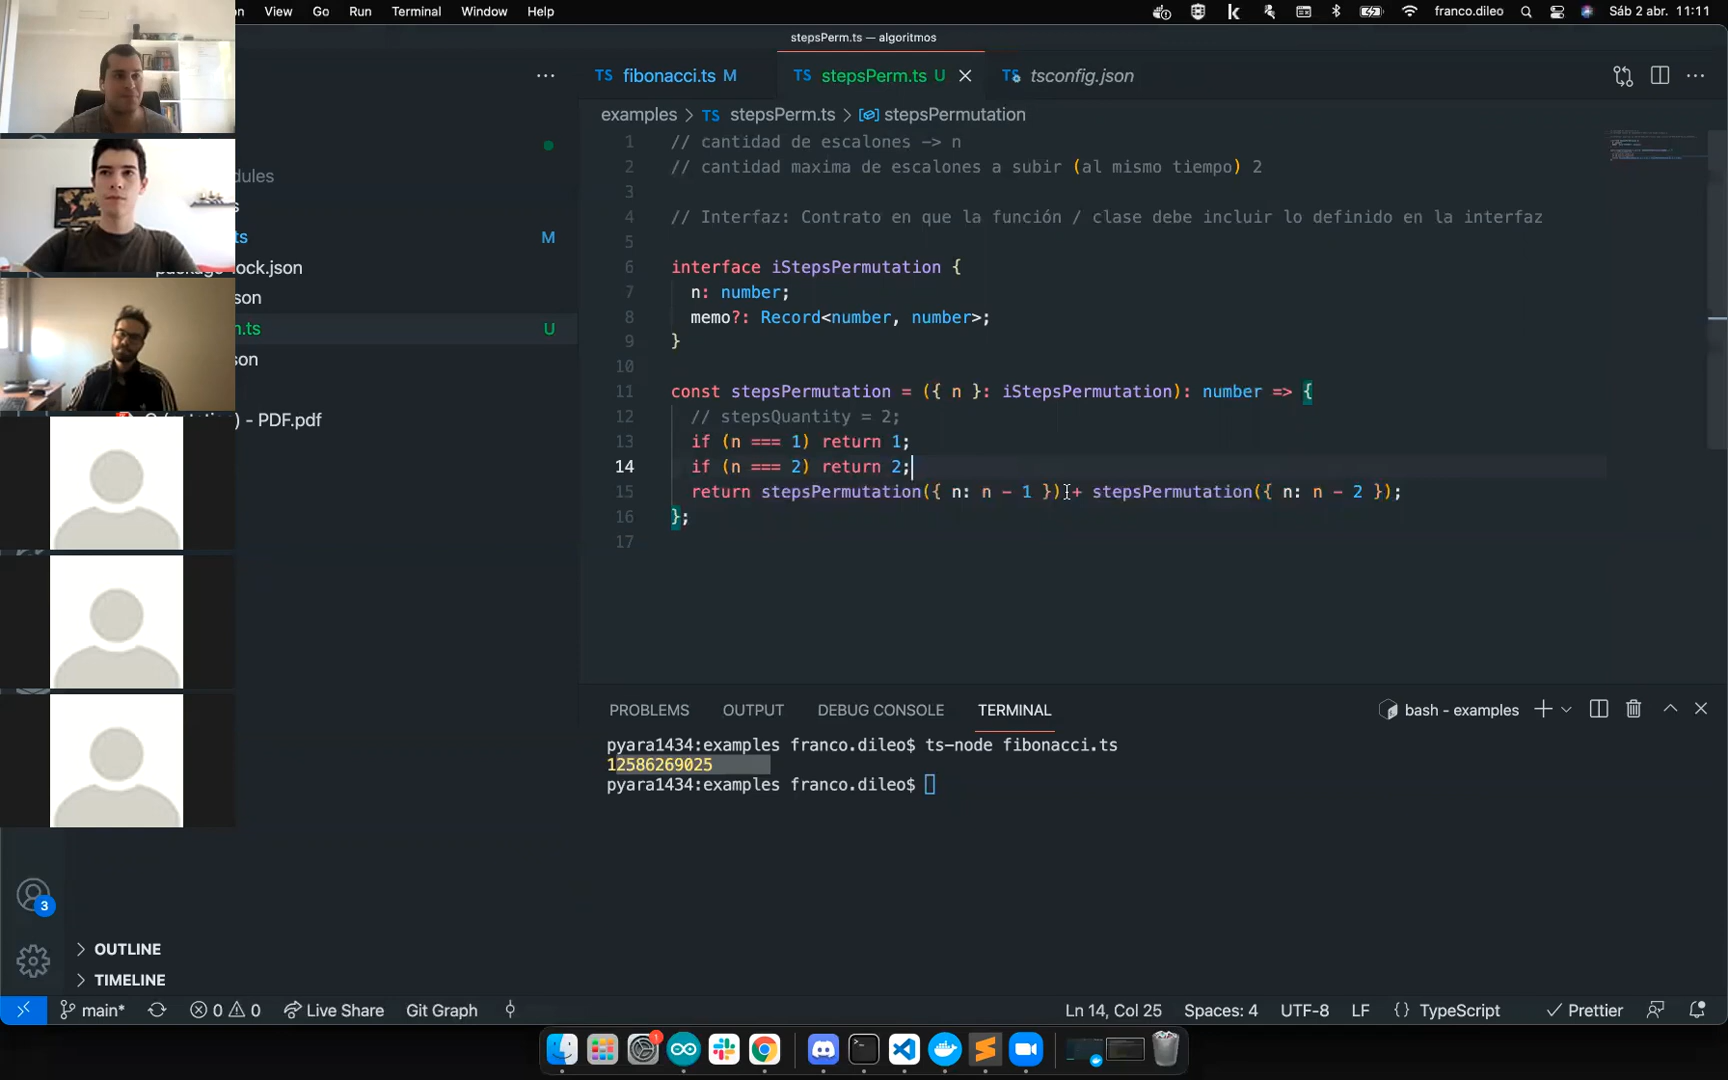 View Go Run Terminal Window Help
franco.dileo Sáb 2 abr. 11:11
stepsPerm.ts — algoritmos
TS fibonacci.ts M
TS stepsPerm.ts U
TS tsconfig.json
examples > TS stepsPerm.ts > stepsPermutation
1 // cantidad de escalones -> n
2 // cantidad maxima de escalones a subir (al mismo tiempo) 2
3
4 // Interfaz: Contrato en que la función / clase debe incluir lo definido en la interfaz
5
6 interface iStepsPermutation {
7 n: number;
8 memo?: Record<number, number>;
9 }
10
11 const stepsPermutation = ({ n }: iStepsPermutation): number => {
12 // stepsQuantity = 2;
13 if (n === 1) return 1;
14 if (n === 2) return 2;
15 return stepsPermutation({ n: n - 1 }) + stepsPermutation({ n: n - 2 });
16 };
17
dules
s
ts M
package-lock.json
son
m.ts U
son
) - PDF.pdf
PROBLEMS OUTPUT DEBUG CONSOLE TERMINAL
bash - examples
pyara1434:examples franco.dileo$ ts-node fibonacci.ts
12586269025
pyara1434:examples franco.dileo$
3
> OUTLINE
> TIMELINE
main* 0 0 Live Share Git Graph
Ln 14, Col 25 Spaces: 4 UTF-8 LF {} TypeScript Prettier
1